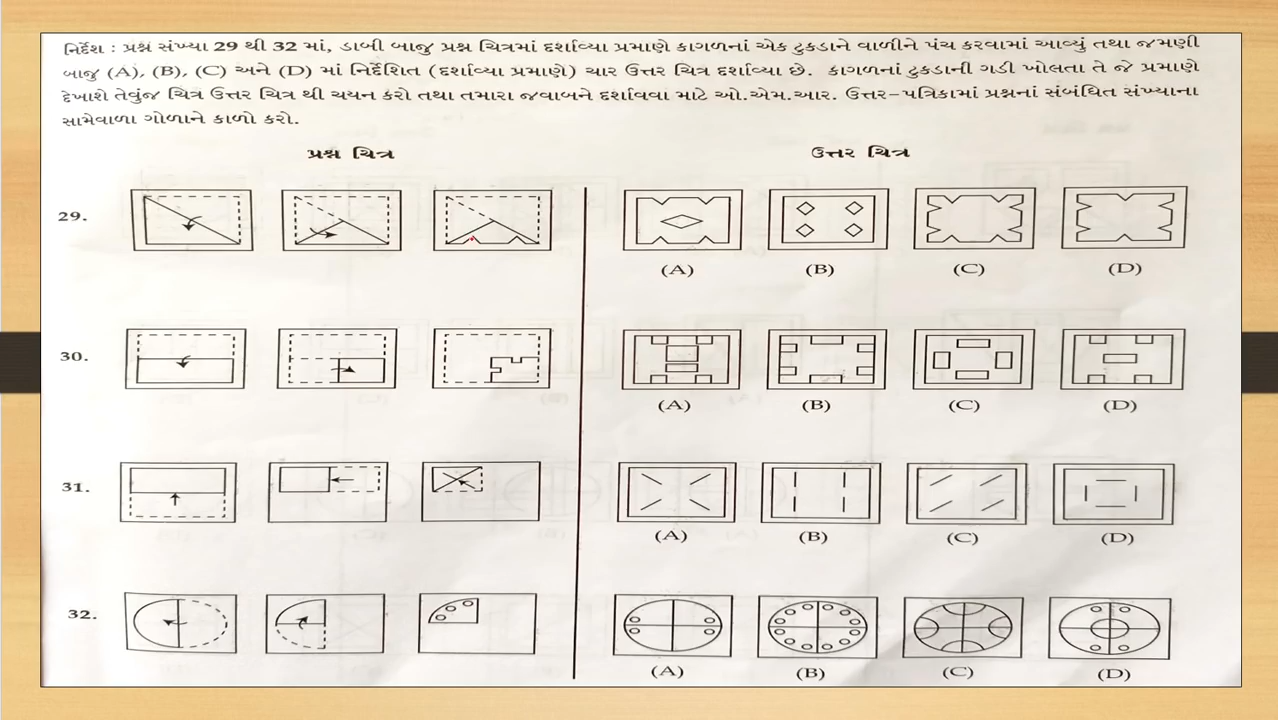 નિર્દેશ : પ્રશ્ન સંખ્યા 29 થી 32 માં, ડાબી બાજુ પ્રશ્ન ચિત્રમાં દર્શાવ્યા પ્રમાણે કાગળનાં એક ટુકડાને વાળીને પંચ કરવામાં આવ્યું તથા જમણી
બાજુ (A), (B), (C) અને (D) માં નિર્દેશિત (દર્શાવ્યા પ્રમાણે) ચાર ઉત્તર ચિત્ર દર્શાવ્યા છે. કાગળનાં ટુકડાની ગડી ખોલતા તે જે પ્રમાણે
દેખાશે તેવુંજ ચિત્ર ઉત્તર ચિત્ર થી ચયન કરો તથા તમારા જવાબને દર્શાવવા માટે ઓ.એમ.આર. ઉત્તર-પત્રિકામાં પ્રશ્નનાં સંબંધિત સંખ્યાના
સામેવાળા ગોળાને કાળો કરો.
પ્રશ્ન ચિત્ર ઉત્તર ચિત્ર
29.
(A) (B) (C) (D)
30.
(A) (B) (C) (D)
31.
(A) (B) (C) (D)
32.
(A) (B) (C) (D)